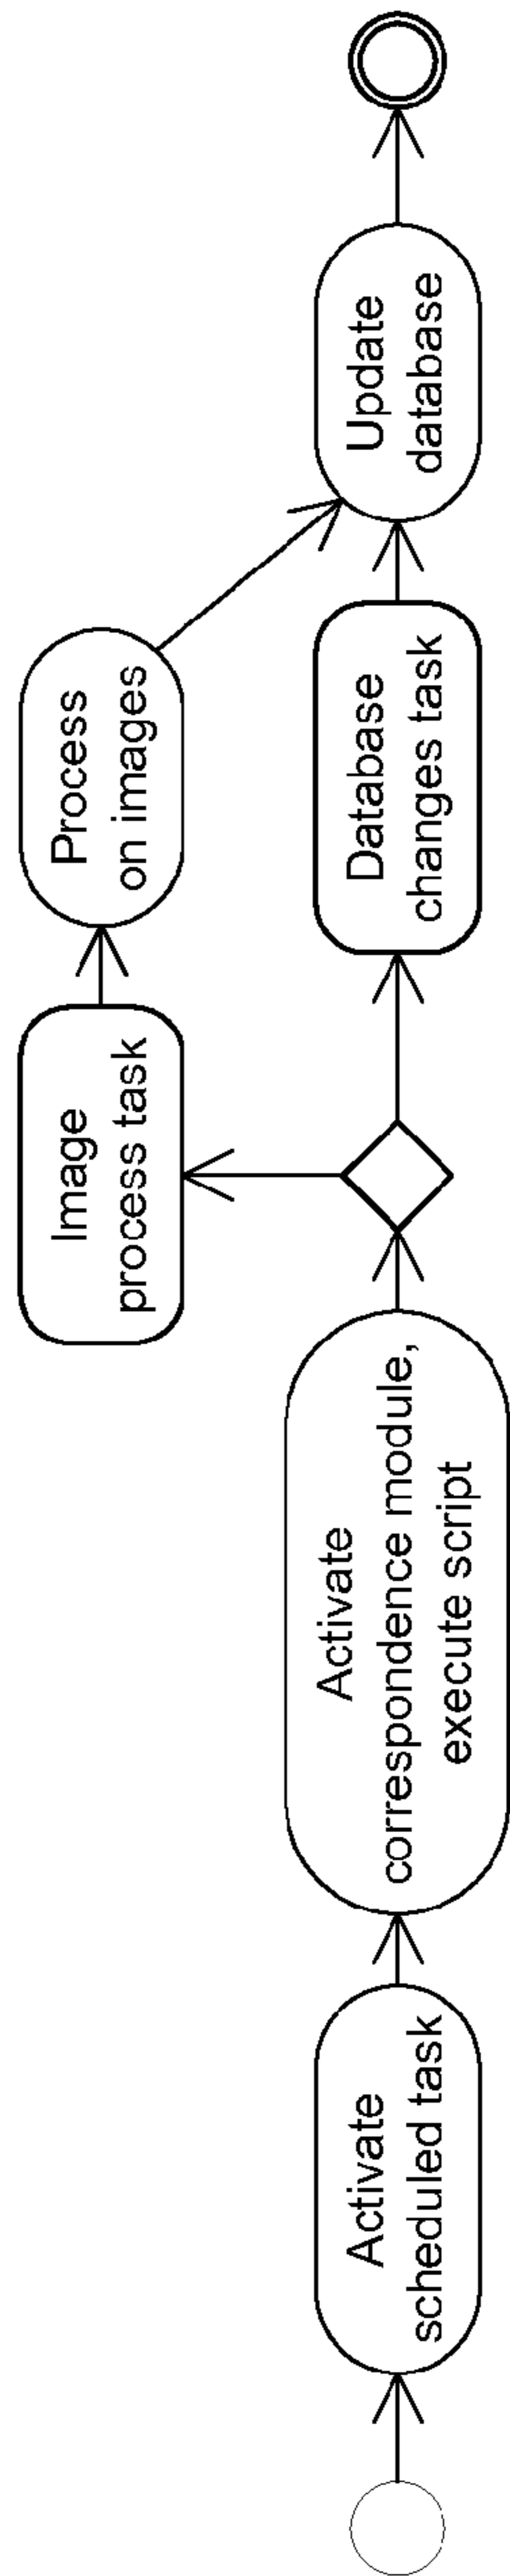 Activate
scheduled task
Activate
correspondence module,
execute script
Image
process task
Process
on images
Database
changes task
Update
database